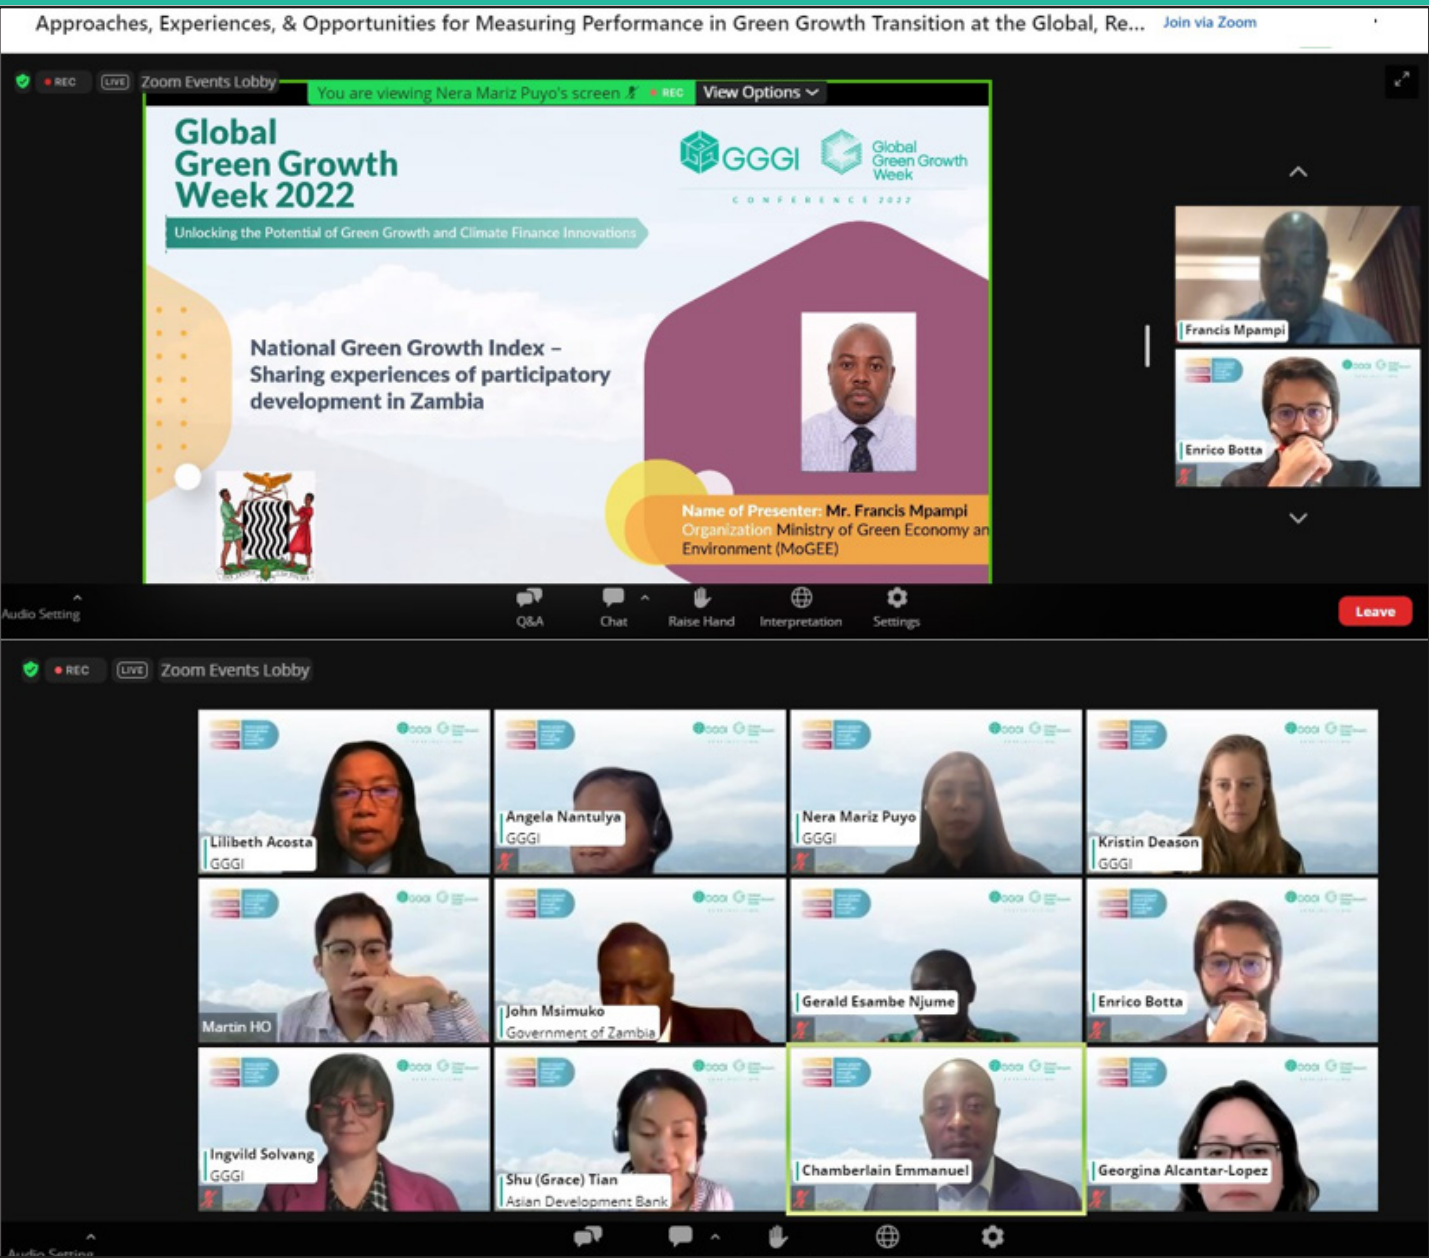 Approaches, Experiences, & Opportunities for Measuring Performance in Green Growth Transition at the Global, Re...
Join via Zoom
REC
LIVE
Zoom Events Lobby
You are viewing Nera Mariz Puyo's screen
REC
View Options
Global
Green Growth
Week 2022
GGGI
Global
Green Growth
Week
CONFERENCE 2022
Unlocking the Potential of Green Growth and Climate Finance Innovations
National Green Growth Index –
Sharing experiences of participatory
development in Zambia
Name of Presenter: Mr. Francis Mpampi
Organization Ministry of Green Economy an
Environment (MoGEE)
Francis Mpampi
GGGI
Enrico Botta
Audio Setting
Q&A
Chat
Raise Hand
Interpretation
Settings
Leave
REC
LIVE
Zoom Events Lobby
Lilibeth Acosta
GGGI
Angela Nantulya
GGGI
Nera Mariz Puyo
GGGI
Kristin Deason
GGGI
Martin HO
John Msimuko
Government of Zambia
Gerald Esambe Njume
Enrico Botta
Ingvild Solvang
GGGI
Shu (Grace) Tian
Asian Development Bank
Chamberlain Emmanuel
Georgina Alcantar-Lopez
Audio Setting